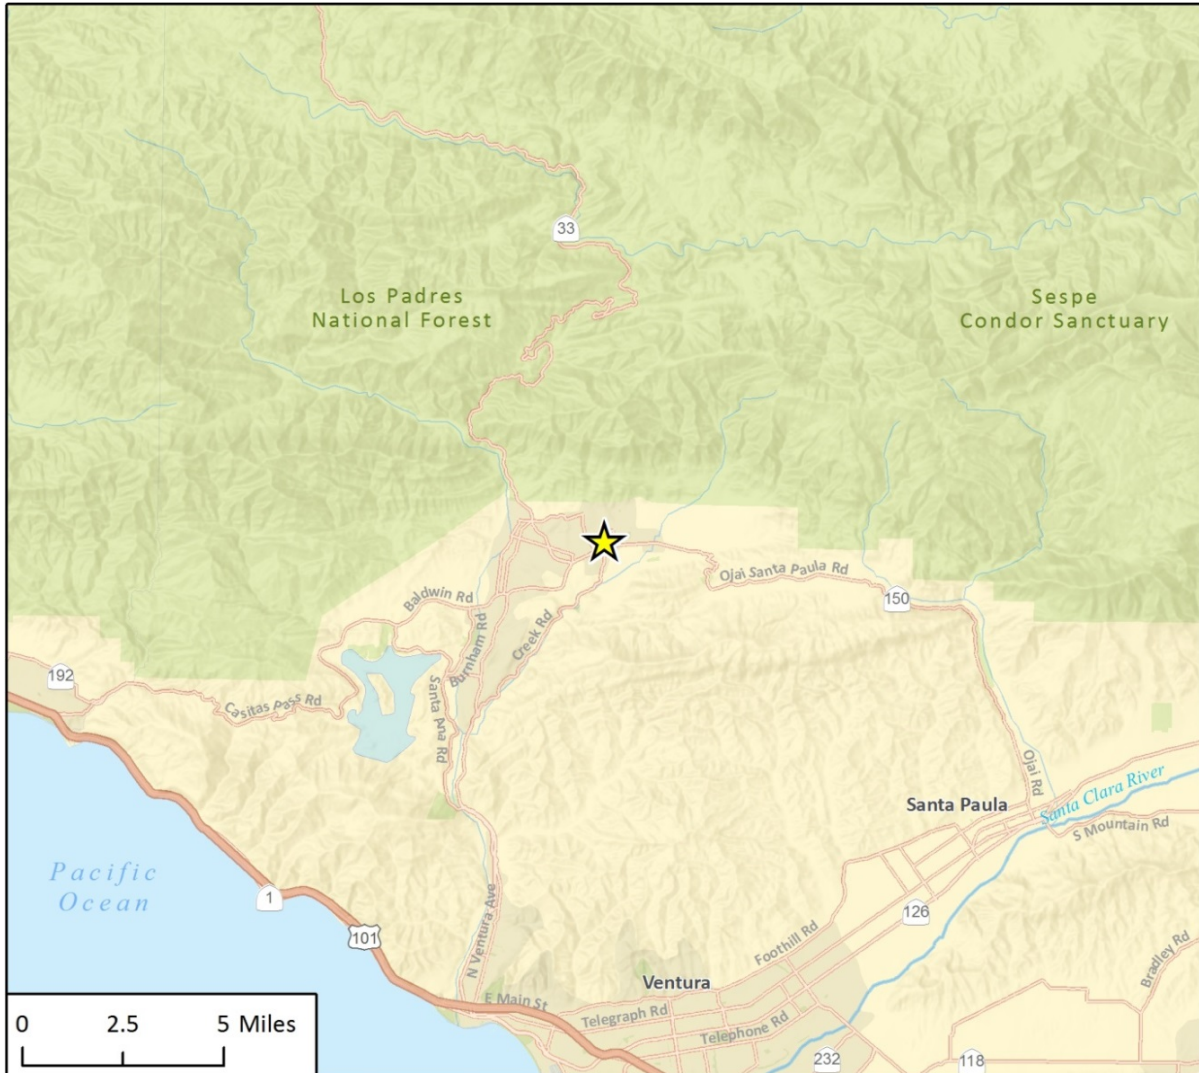 33
Los Padres
National Forest
Sespe
Condor Sanctuary
Ojai Santa Paula Rd
150
Baldwin Rd
Burnham Rd
Creek Rd
192
Casitas Pass Rd
Santa Ana Rd
Ojai Rd
Santa Paula
Santa Clara River
S Mountain Rd
Pacific
Ocean
1
101
126
N Ventura Ave
Foothill Rd
Bradley Rd
Ventura
E Main St
Telegraph Rd
Telephone Rd
232
118
0 2.5 5 Miles